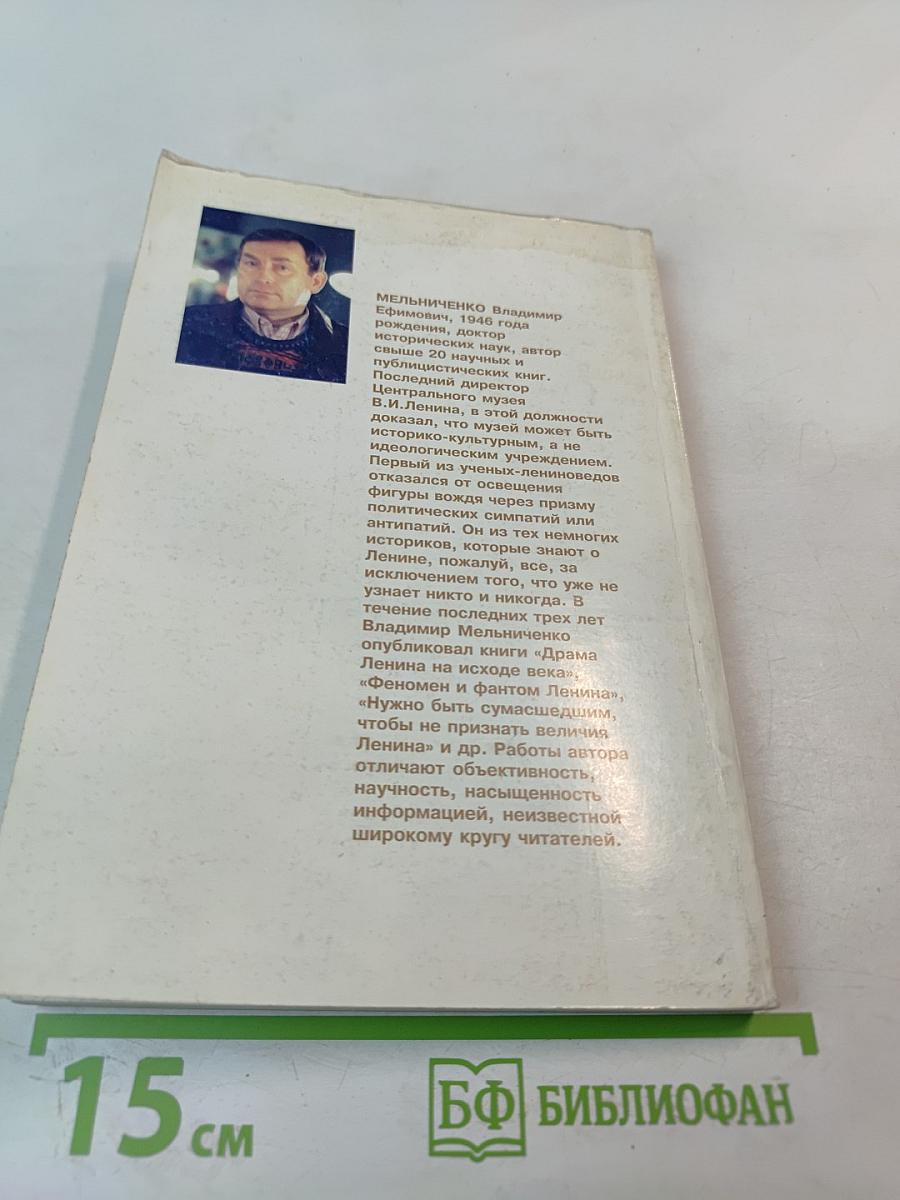 МЕЛЬНИЧЕНКО Владимир
Ефимович, 1946 года
рождения, доктор
исторических наук, автор
свыше 20 научных и
публицистических книг.
Последний директор
Центрального музея
В.И.Ленина, в этой должности
доказал, что музей может быть
историко-культурным, а не
идеологическим учреждением.
Первый из ученых-лениноведов
отказался от освещения
фигуры вождя через призму
политических симпатий или
антипатий. Он из тех немногих
историков, которые знают о
Ленине, пожалуй, все, за
исключением того, что уже не
узнает никто и никогда. В
течение последних трех лет
Владимир Мельниченко
опубликовал книги «Драма
Ленина на исходе века»,
«Феномен и фантом Ленина»,
«Нужно быть сумасшедшим,
чтобы не признать величия
Ленина» и др. Работы автора
отличают объективность,
научность, насыщенность
информацией, неизвестной
широкому кругу читателей.
15 см
БФ БИБЛИОФАН